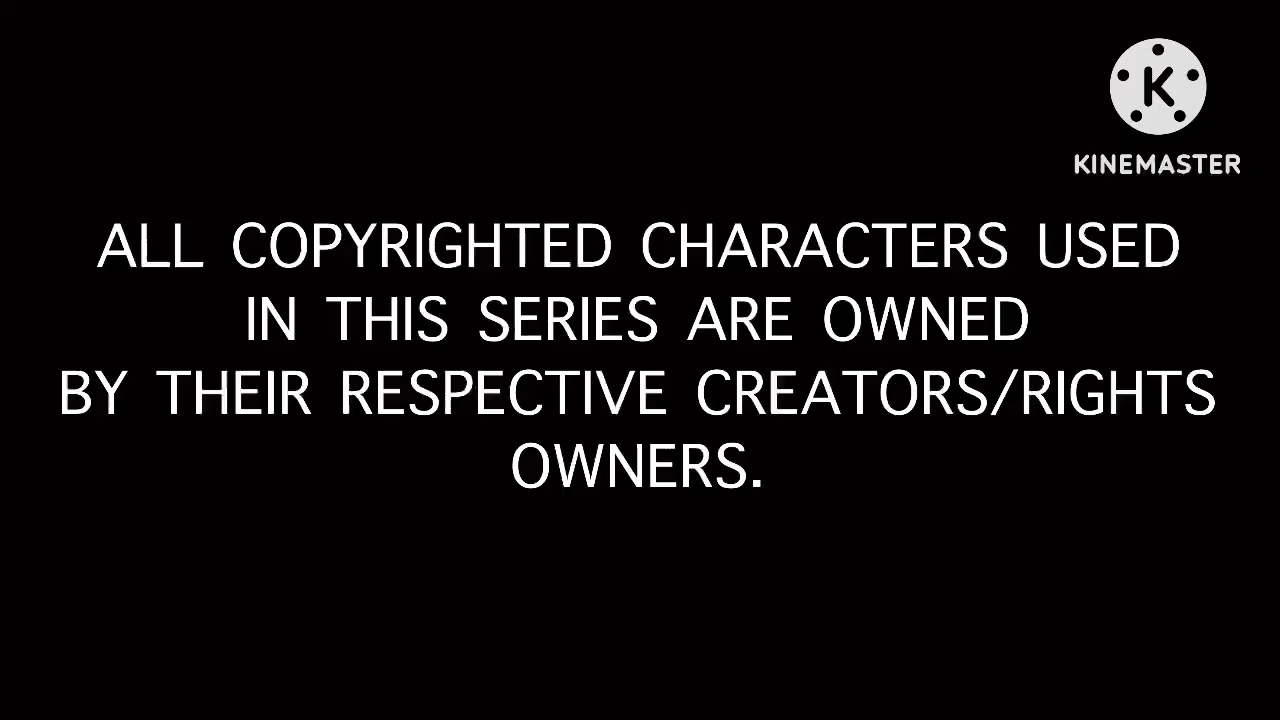 K
KINEMASTER
ALL COPYRIGHTED CHARACTERS USED
IN THIS SERIES ARE OWNED
BY THEIR RESPECTIVE CREATORS/RIGHTS
OWNERS.